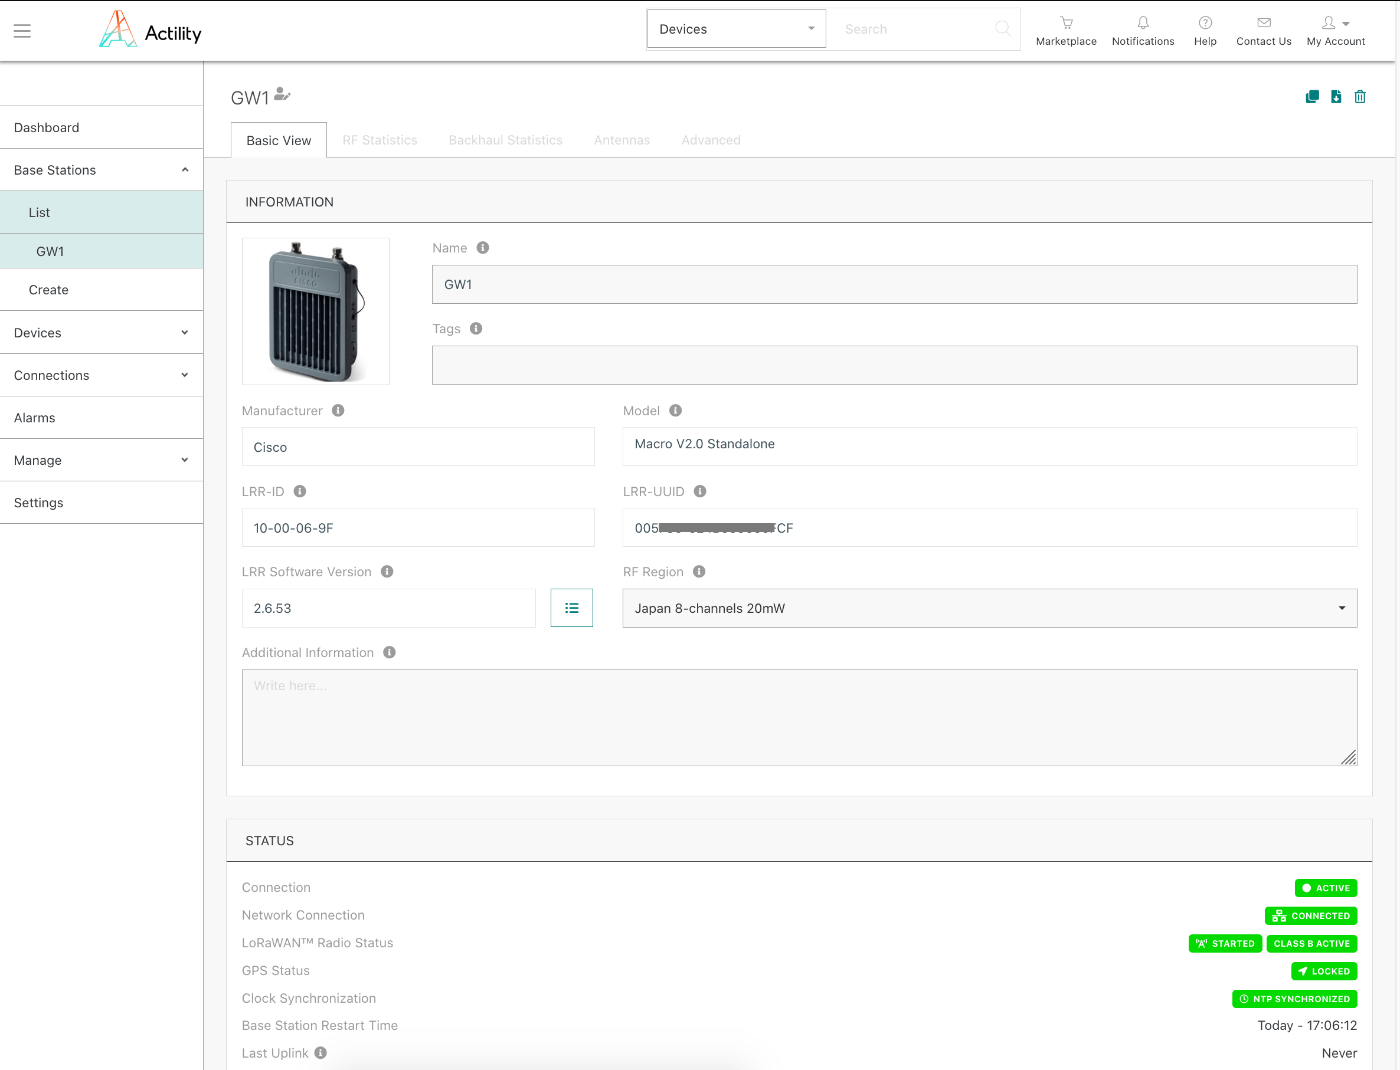 Actility
Devices
Search
Marketplace
Notifications
Help
Contact Us
My Account
Dashboard
Base Stations
List
GW1
Create
Devices
Connections
Alarms
Manage
Settings
GW1
Basic View
RF Statistics
Backhaul Statistics
Antennas
Advanced
INFORMATION
Name
GW1
Tags
Manufacturer
Cisco
Model
Macro V2.0 Standalone
LRR-ID
10-00-06-9F
LRR-UUID
005 CF
LRR Software Version
2.6.53
RF Region
Japan 8-channels 20mW
Additional Information
Write here...
STATUS
Connection
ACTIVE
Network Connection
CONNECTED
LoRaWAN™ Radio Status
STARTED
CLASS B ACTIVE
GPS Status
LOCKED
Clock Synchronization
NTP SYNCHRONIZED
Base Station Restart Time
Today - 17:06:12
Last Uplink
Never